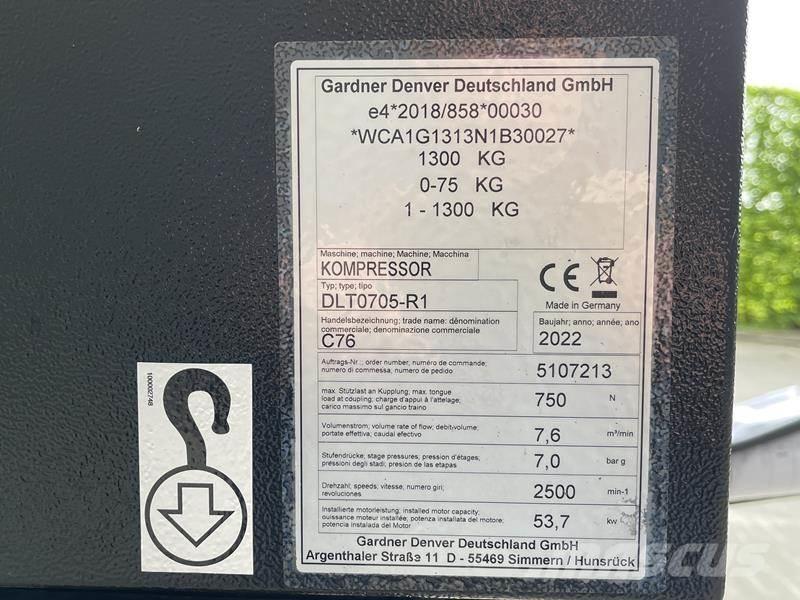 Gardner Denver Deutschland GmbH
e4*2018/858*00030
*WCA1G1313N1B30027*
1300 KG
0-75 KG
1 - 1300 KG
Maschine; machine; Machine; Macchina
KOMPRESSOR
Typ; type; tipo
DLT0705-R1
CE
Made in Germany
Handelsbezeichnung; trade name; dénomination
commerciale; denominazione commerciale
C76
Baujahr; anno; année; ano
2022
Auftrags-Nr.; order number, numéro de commande;
numero di commessa, numero de pedido
5107213
max. Stützlast an Kupplung; max. tongue
load at coupling; charge d'appui à l'attelage;
carico massimo sul gancio traino
750 N
Volumenstrom; volume rate of flow; debit/volume;
portate effettiva; caudal efectivo
7,6 m³/min
Stufendrücke; stage pressures, pression d'étages;
pressioni degli stadi; presion de las etapas
7,0 bar g
Drehzahl; speeds; vitesse, numero giri;
revoluciones
2500 min-1
Installierte motorleistung; installed motor capacity;
ouissance moteur installée; potenza installata del motore;
potencia instalada del Motor
53,7 kw
Gardner Denver Deutschland GmbH
Argenthaler Straße 11 D - 55469 Simmern / Hunsrück
100002748